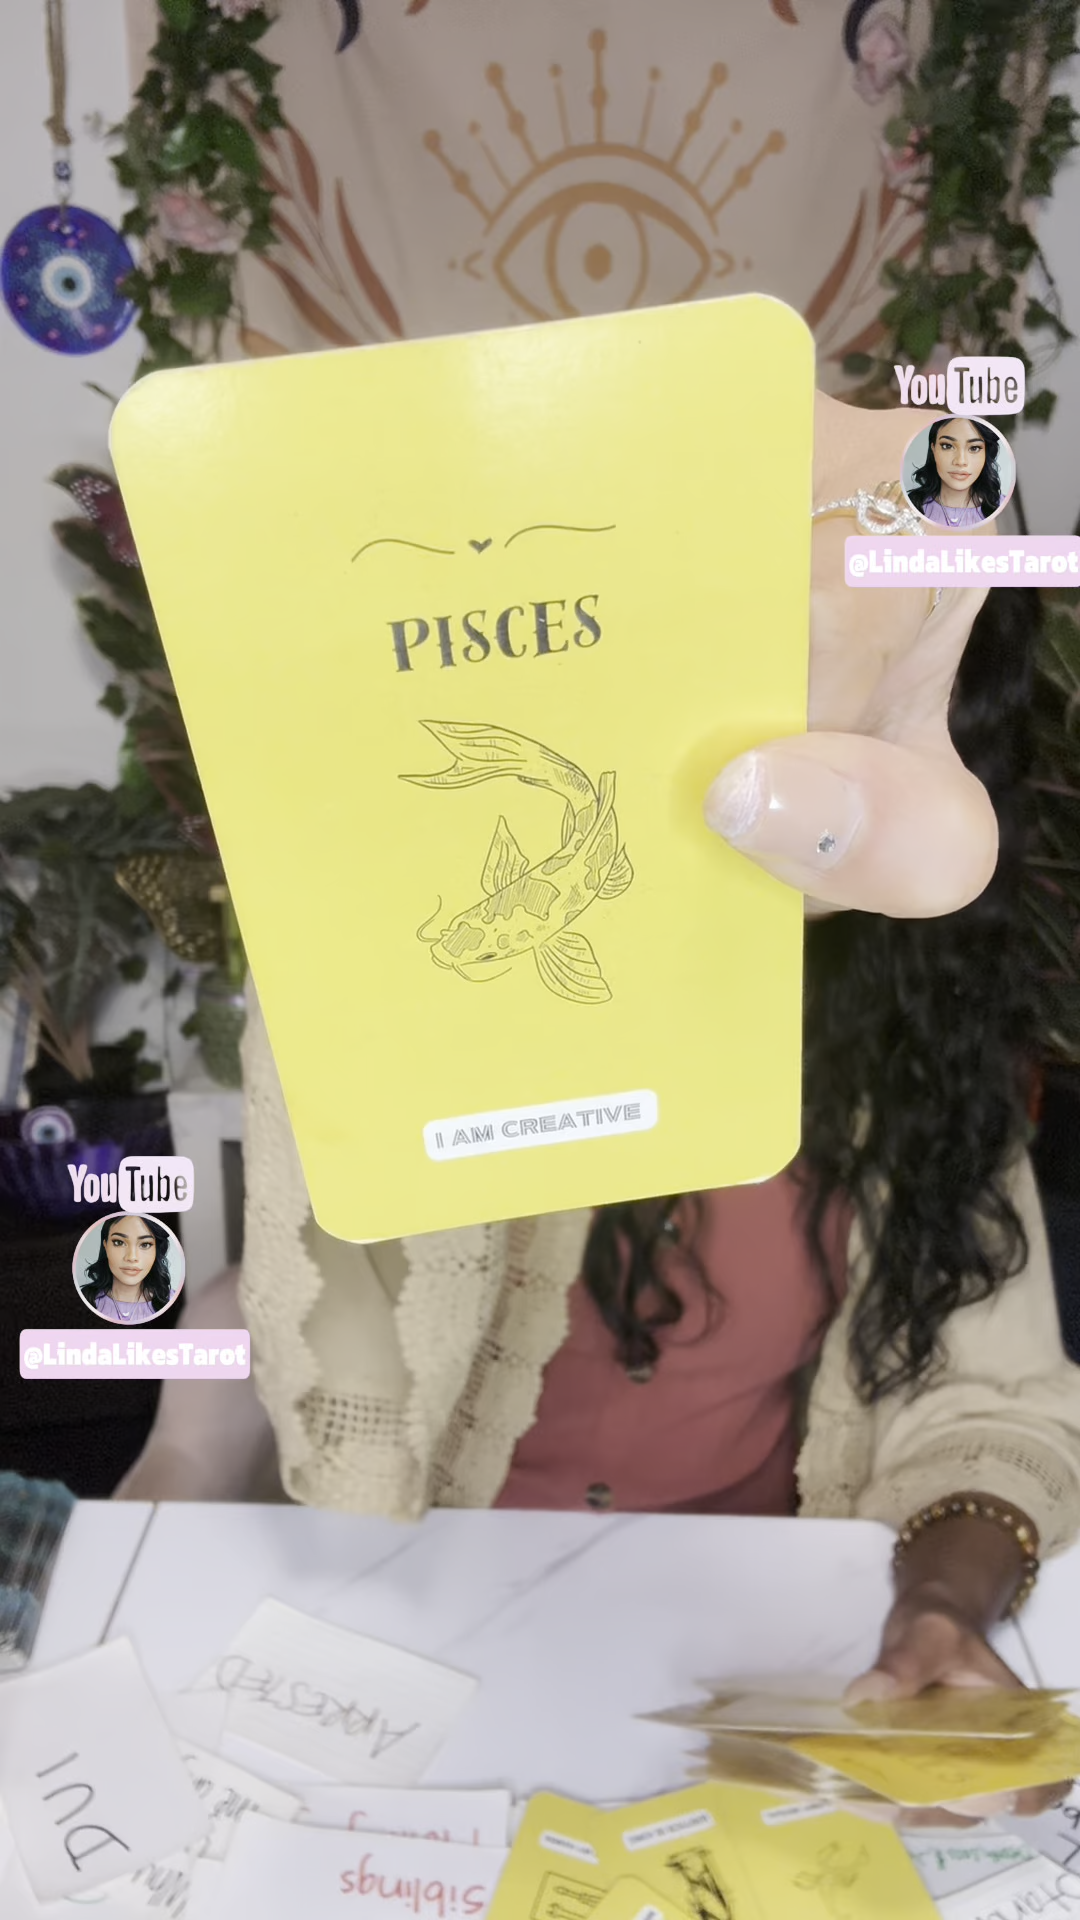 YouTube
@LindaLikesTarot
PISCES
I AM CREATIVE
YouTube
@LindaLikesTarot
ARRESTED
DUI
Siblings